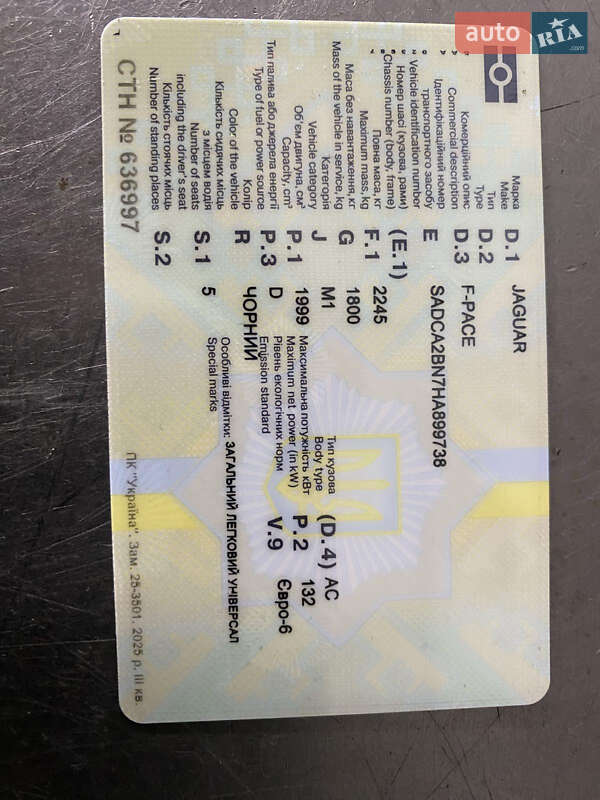 auto RIA .com
Марка
Make
D.1 JAGUAR
Тип
Type
D.2
Комерційний опис
Commercial description
D.3 F-PACE
Ідентифікаційний номер
транспортного засобу
Vehicle identification number
E SADCA2BN7HA899738
Номер шасі (кузова, рами)
Chassis number (body, frame)
(E.1)
Повна маса, кг
Maximum mass, kg
F.1 2245
Маса без навантаження, кг
Mass of the vehicle in service, kg
G 1800
Категорія
Vehicle category
J M1
Тип кузова
Body type
(D.4) AC
Об'єм двигуна, см³
Capacity, cm³
P.1 1999
Максимальна потужність кВт
Maximum net power (in kW)
P.2 132
Тип палива або джерела енергії
Type of fuel or power source
P.3 D
Рівень екологічних норм
Emission standard
V.9 Євро-6
Колір
Color of the vehicle
R ЧОРНИЙ
Кількість сидячих місць
з місцем водія
Number of seats
including the driver's seat
S.1 5
Особливі відмітки: ЗАГАЛЬНИЙ ЛЕГКОВИЙ УНІВЕРСАЛ
Special marks
Кількість стоячих місць
Number of standing places
S.2
СТН № 636997
ПК "Україна". Зам. 25-3501. 2025 р. III кв.